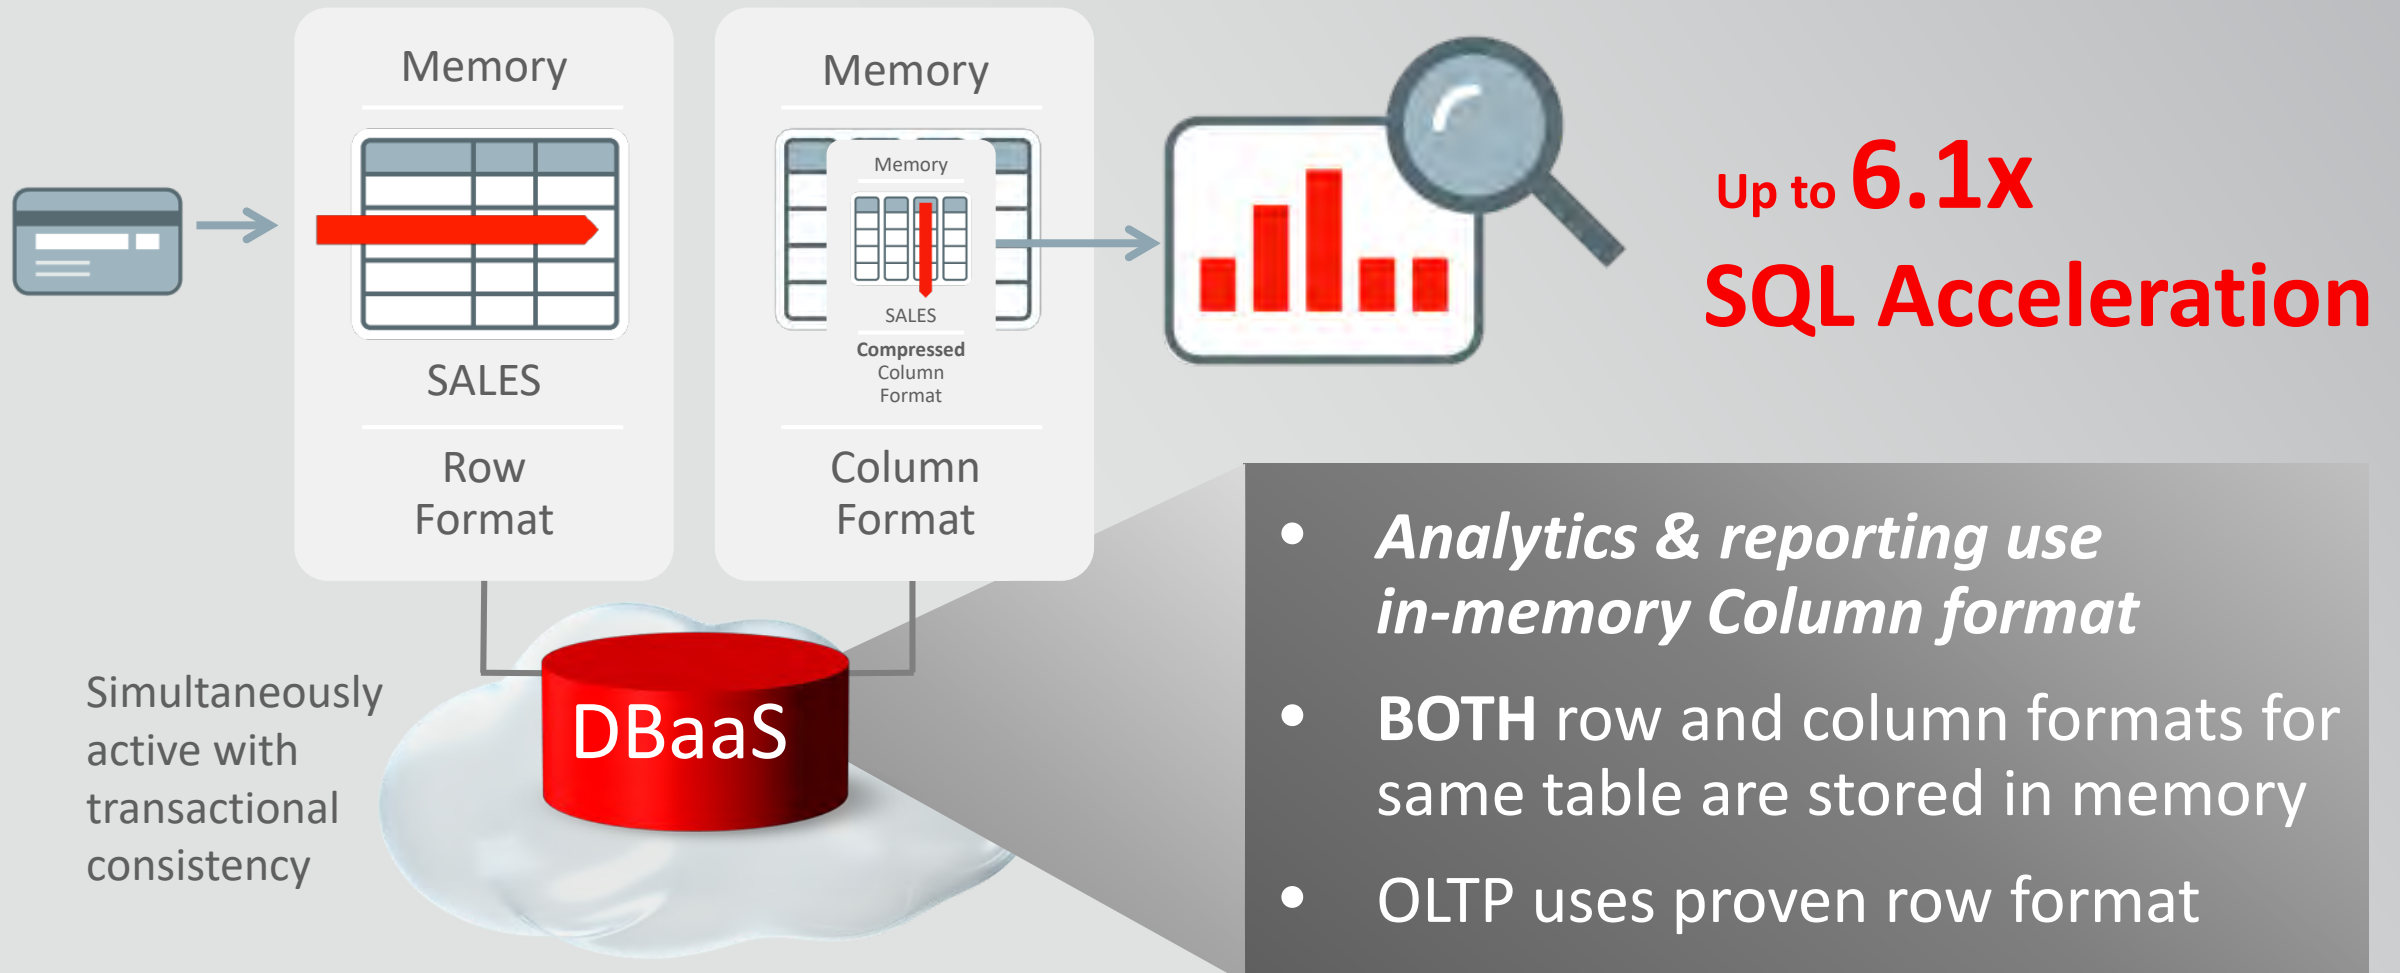 Memory
SALES
Row
Format
Memory
Memory
SALES
Compressed
Column
Format
Column
Format
Up to 6.1x
SQL Acceleration
Simultaneously
active with
transactional
consistency
DBaaS
• Analytics & reporting use
in-memory Column format
• BOTH row and column formats for
same table are stored in memory
• OLTP uses proven row format